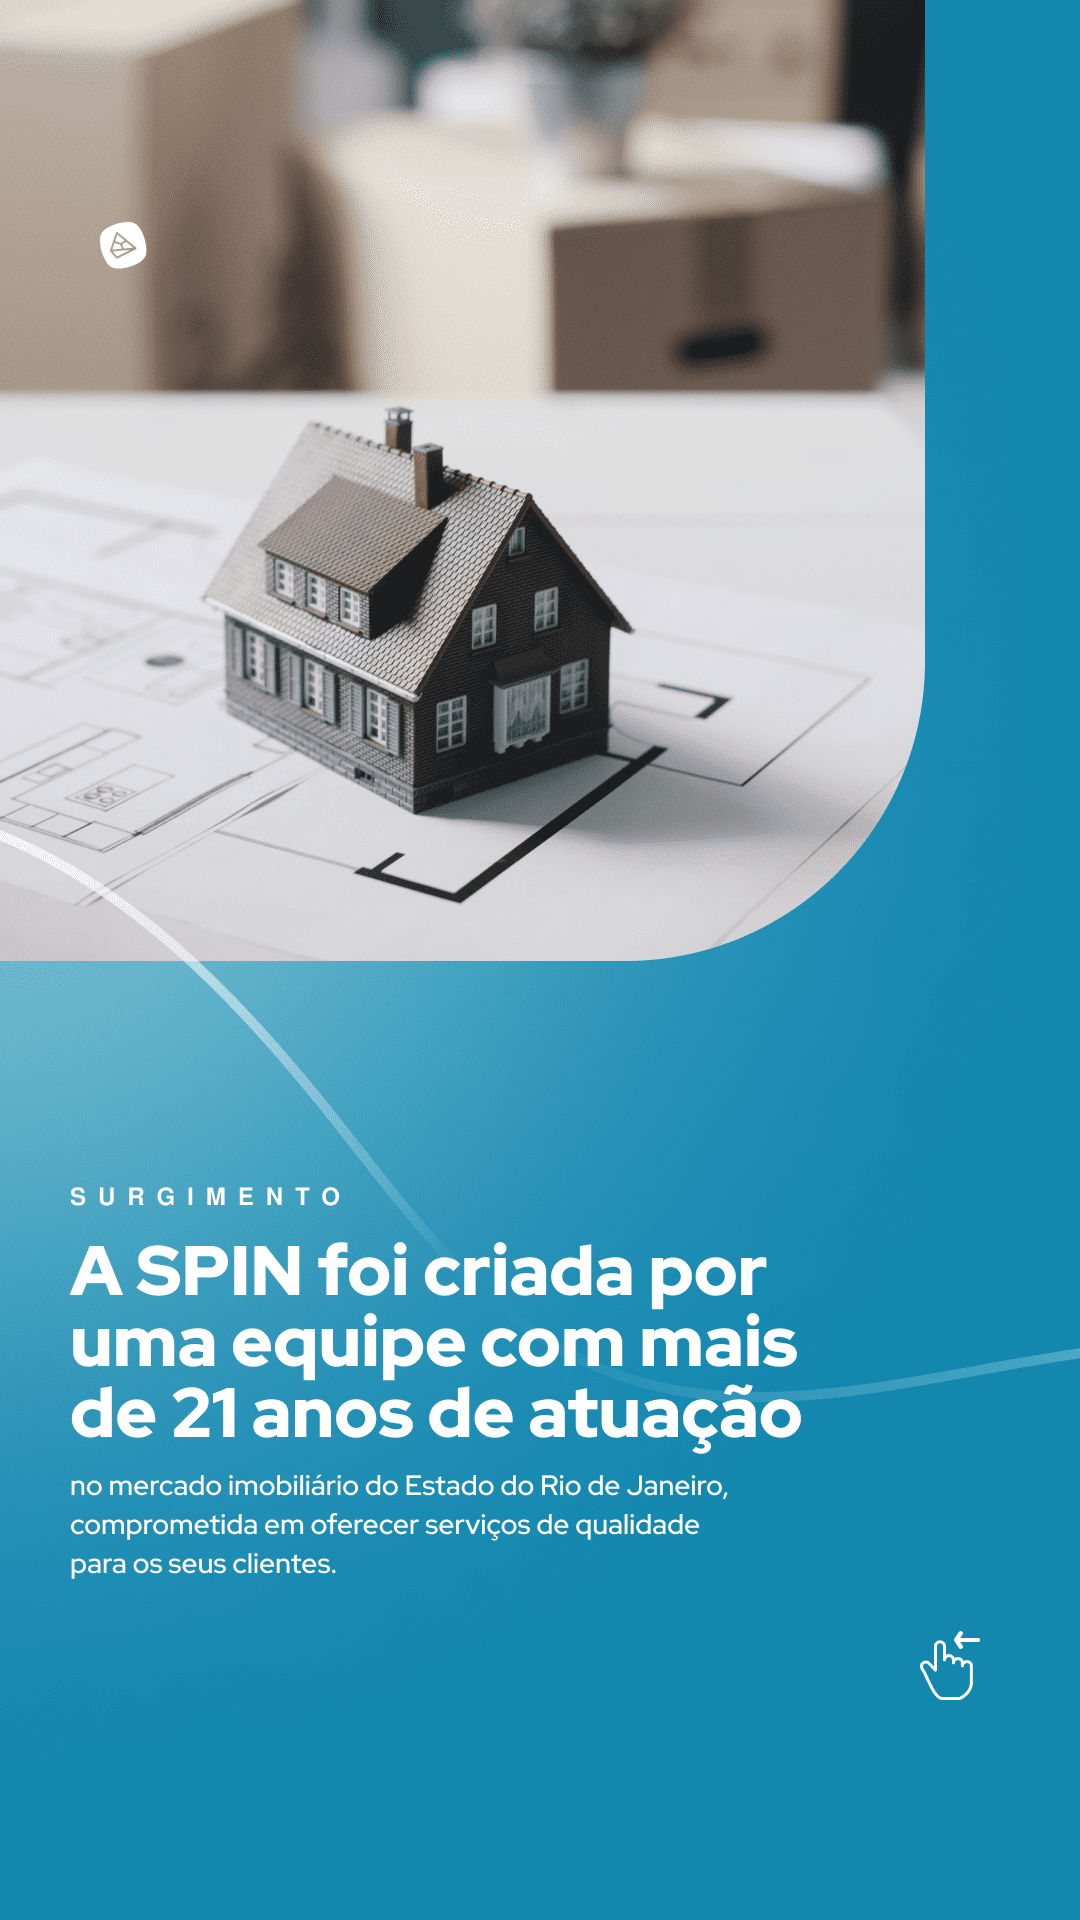 SURGIMENTO
A SPIN foi criada por
uma equipe com mais
de 21 anos de atuação
no mercado imobiliário do Estado do Rio de Janeiro,
comprometida em oferecer serviços de qualidade
para os seus clientes.